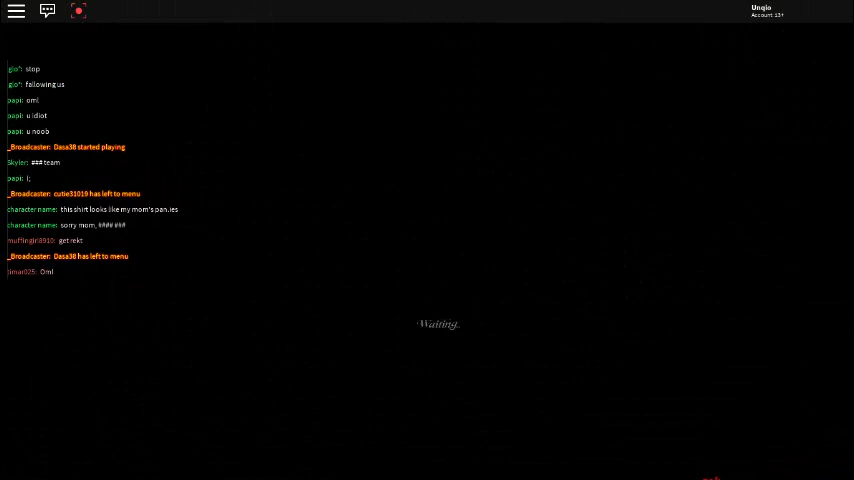 Unqio
Account: 13+
glo*: stop
glo*: fallowing us
papi: oml
papi: u idiot
papi: u noob
_Broadcaster: Dasa38 started playing
Skyler: ### team
papi: (;
_Broadcaster: cutie31019 has left to menu
character name: this shirt looks like my mom's pan.ies
character name: sorry mom, #### ###
muffingirl8910: get rekt
_Broadcaster: Dasa38 has left to menu
timar025: Oml
Waiting